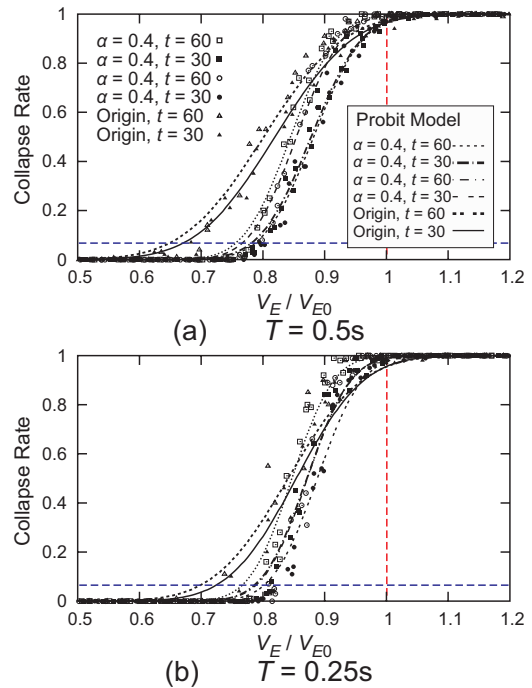 α = 0.4, t = 60
α = 0.4, t = 30
α = 0.4, t = 60
α = 0.4, t = 30
Origin, t = 60
Origin, t = 30
Probit Model
α = 0.4, t = 60
α = 0.4, t = 30
α = 0.4, t = 60
α = 0.4, t = 30
Origin, t = 60
Origin, t = 30
Collapse Rate
1
0.8
0.6
0.4
0.2
0
0.5 0.6 0.7 0.8 0.9 1 1.1 1.2
V_E / V_E0
(a) T = 0.5s
Collapse Rate
1
0.8
0.6
0.4
0.2
0
0.5 0.6 0.7 0.8 0.9 1 1.1 1.2
V_E / V_E0
(b) T = 0.25s